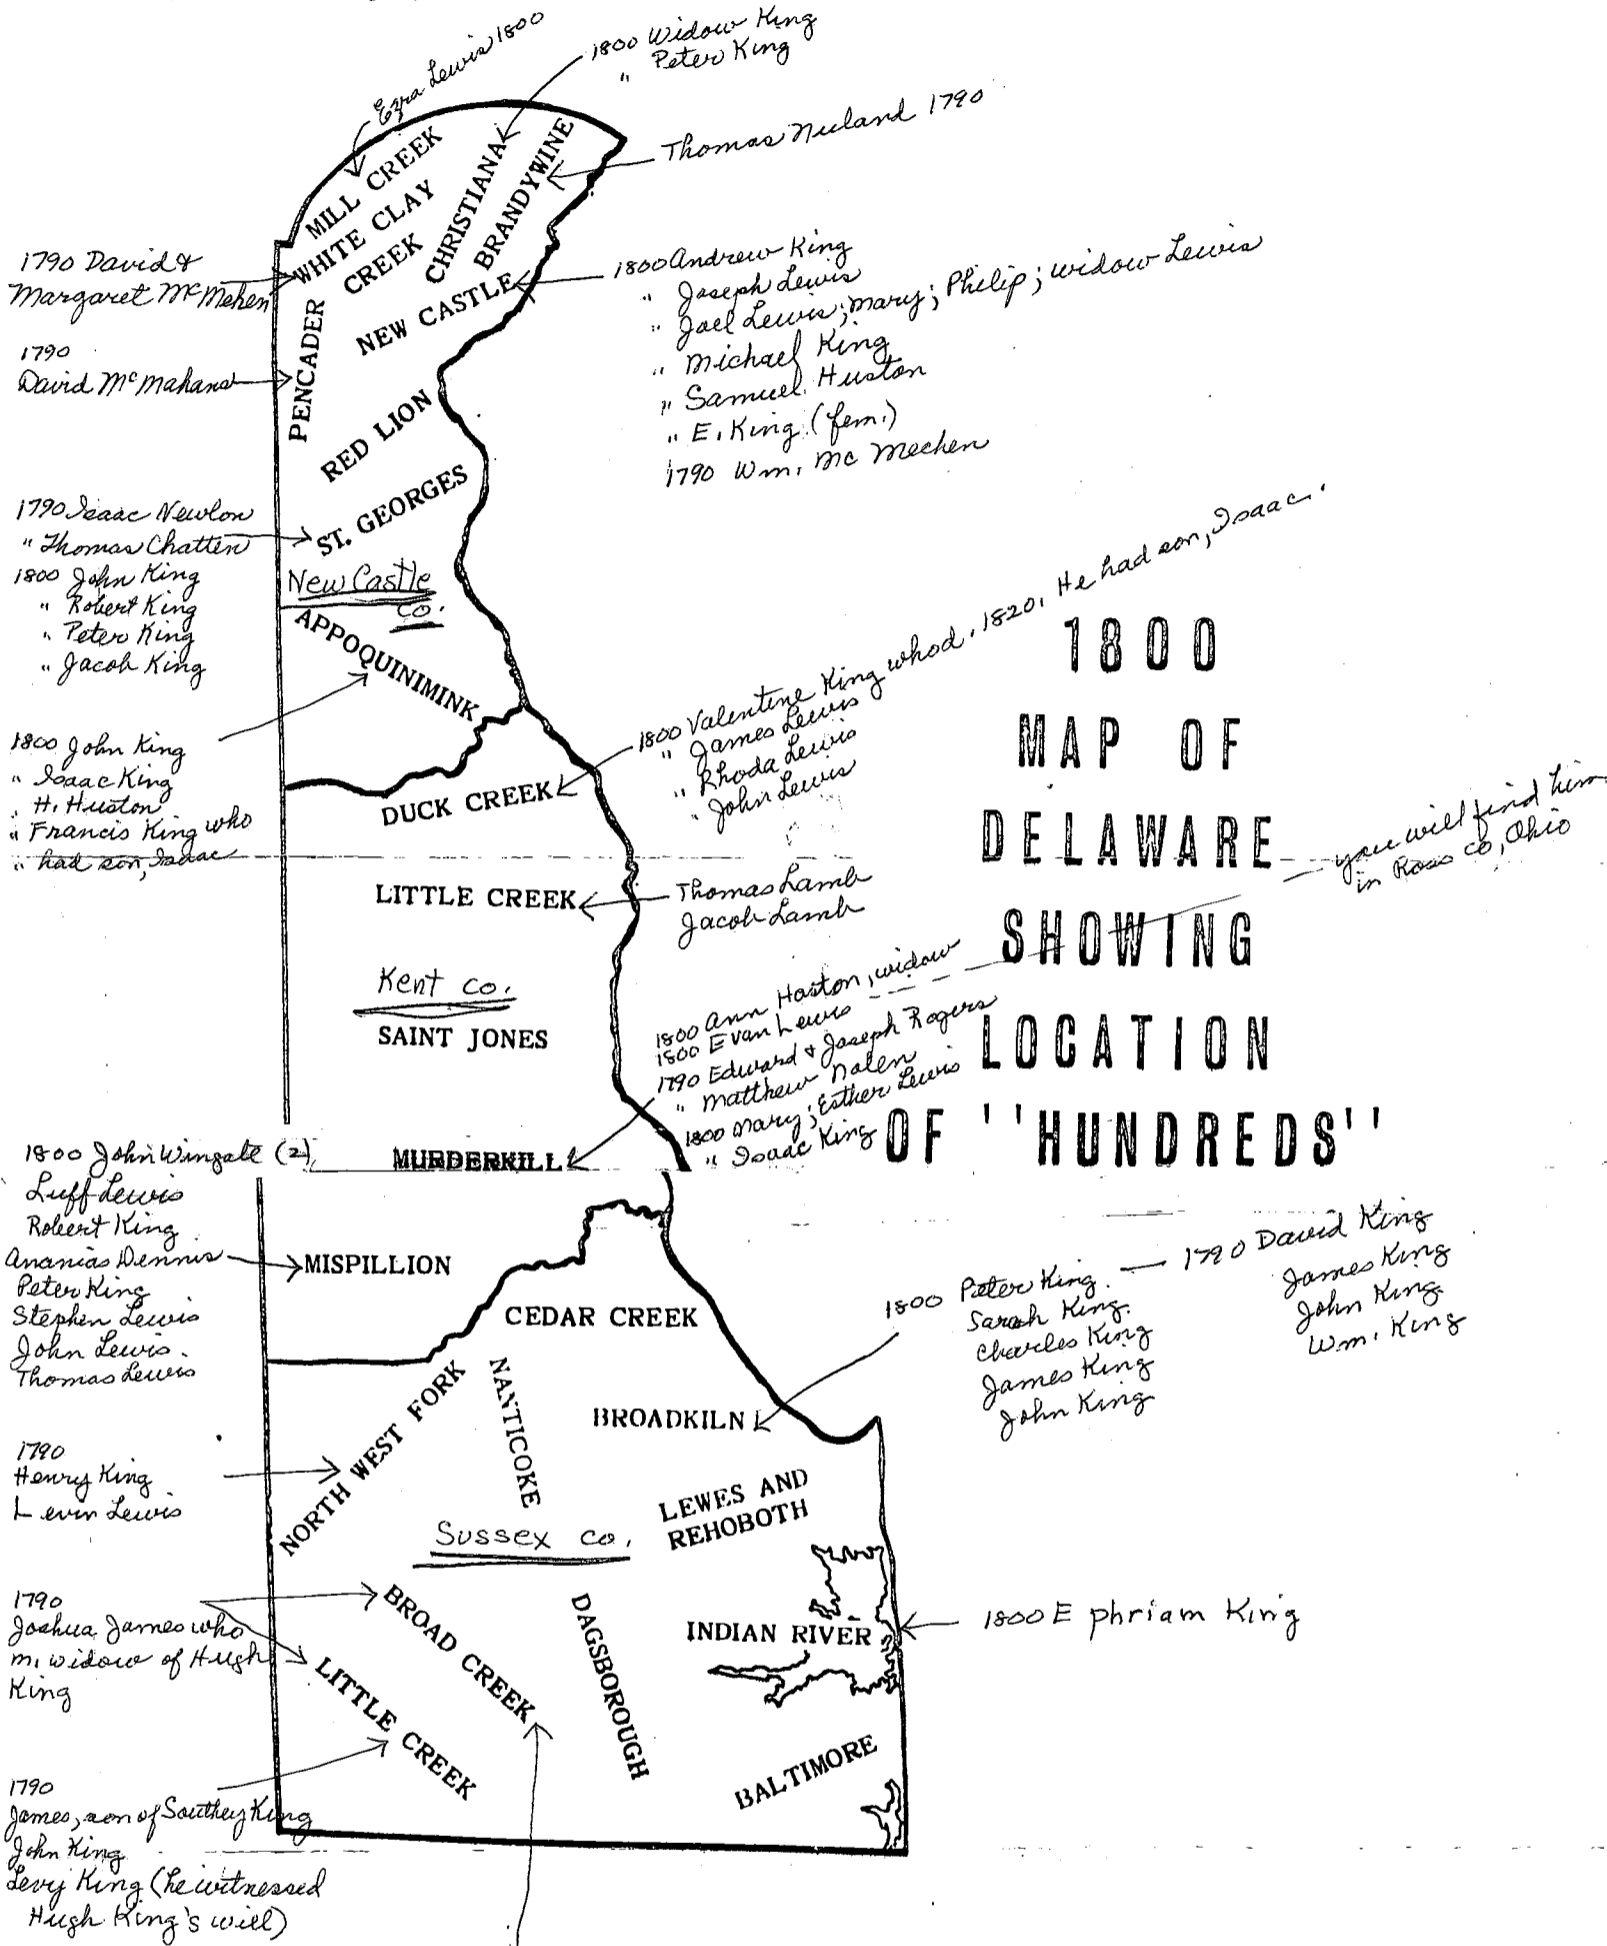 Ezra Lewis 1800
1800 Widow King
" Peter King
Thomas Nuland 1790
MILL CREEK
WHITE CLAY
CREEK
CHRISTIANA
BRANDYWINE
NEW CASTLE
PENCADER
RED LION
ST. GEORGES
New Castle
Co.
APPOQUINIMINK
1790 David &
Margaret McMehen
1790
David McMahand
1800 Andrew King
" Joseph Lewis
" Joel Lewis; Mary; Philip; widow Lewis
" Michael King
" Samuel Huston
" E. King (fem.)
1790 Wm. Mc Mechen
1790 Isaac Newlon
" Thomas Chatten
1800 John King
" Robert King
" Peter King
" Jacob King
1800 John King
" Isaac King
" H. Huston
" Francis King who
" had son, Isaac
1800 Valentine King who d. 1820. He had son, Isaac.
" James Lewis
" Rhoda Lewis
" John Lewis
DUCK CREEK
LITTLE CREEK
Thomas Lamb
Jacob Lamb
Kent Co.
SAINT JONES
1800 Ann Haston, widow
1800 Evan Lewis
you will find him
in Ross Co, Ohio
1790 Edward & Joseph Rogers
" Matthew Nolen
1800 Mary; Esther Lewis
" Isaac King
MURDERKILL
1800
MAP OF
DELAWARE
SHOWING
LOCATION
OF "HUNDREDS"
1800 John Wingate (2)
Luff Lewis
Robert King
Ananias Dennis
Peter King
Stephen Lewis
John Lewis.
Thomas Lewis
MISPILLION
CEDAR CREEK
1800 Peter King
Sarah King.
Charles King
James King
John King
1790 David King
James King
John King
Wm. King
NORTH WEST FORK
NANTICOKE
BROADKILN
LEWES AND
REHOBOTH
1790
Henry King
Levin Lewis
Sussex Co.
1790
Joshua James who
m. widow of Hugh
King
BROAD CREEK
LITTLE CREEK
DAGSBOROUGH
INDIAN RIVER
1800 E phriam King
BALTIMORE
1790
James, son of Southey King
John King
Levi King (he witnessed
Hugh King's will)